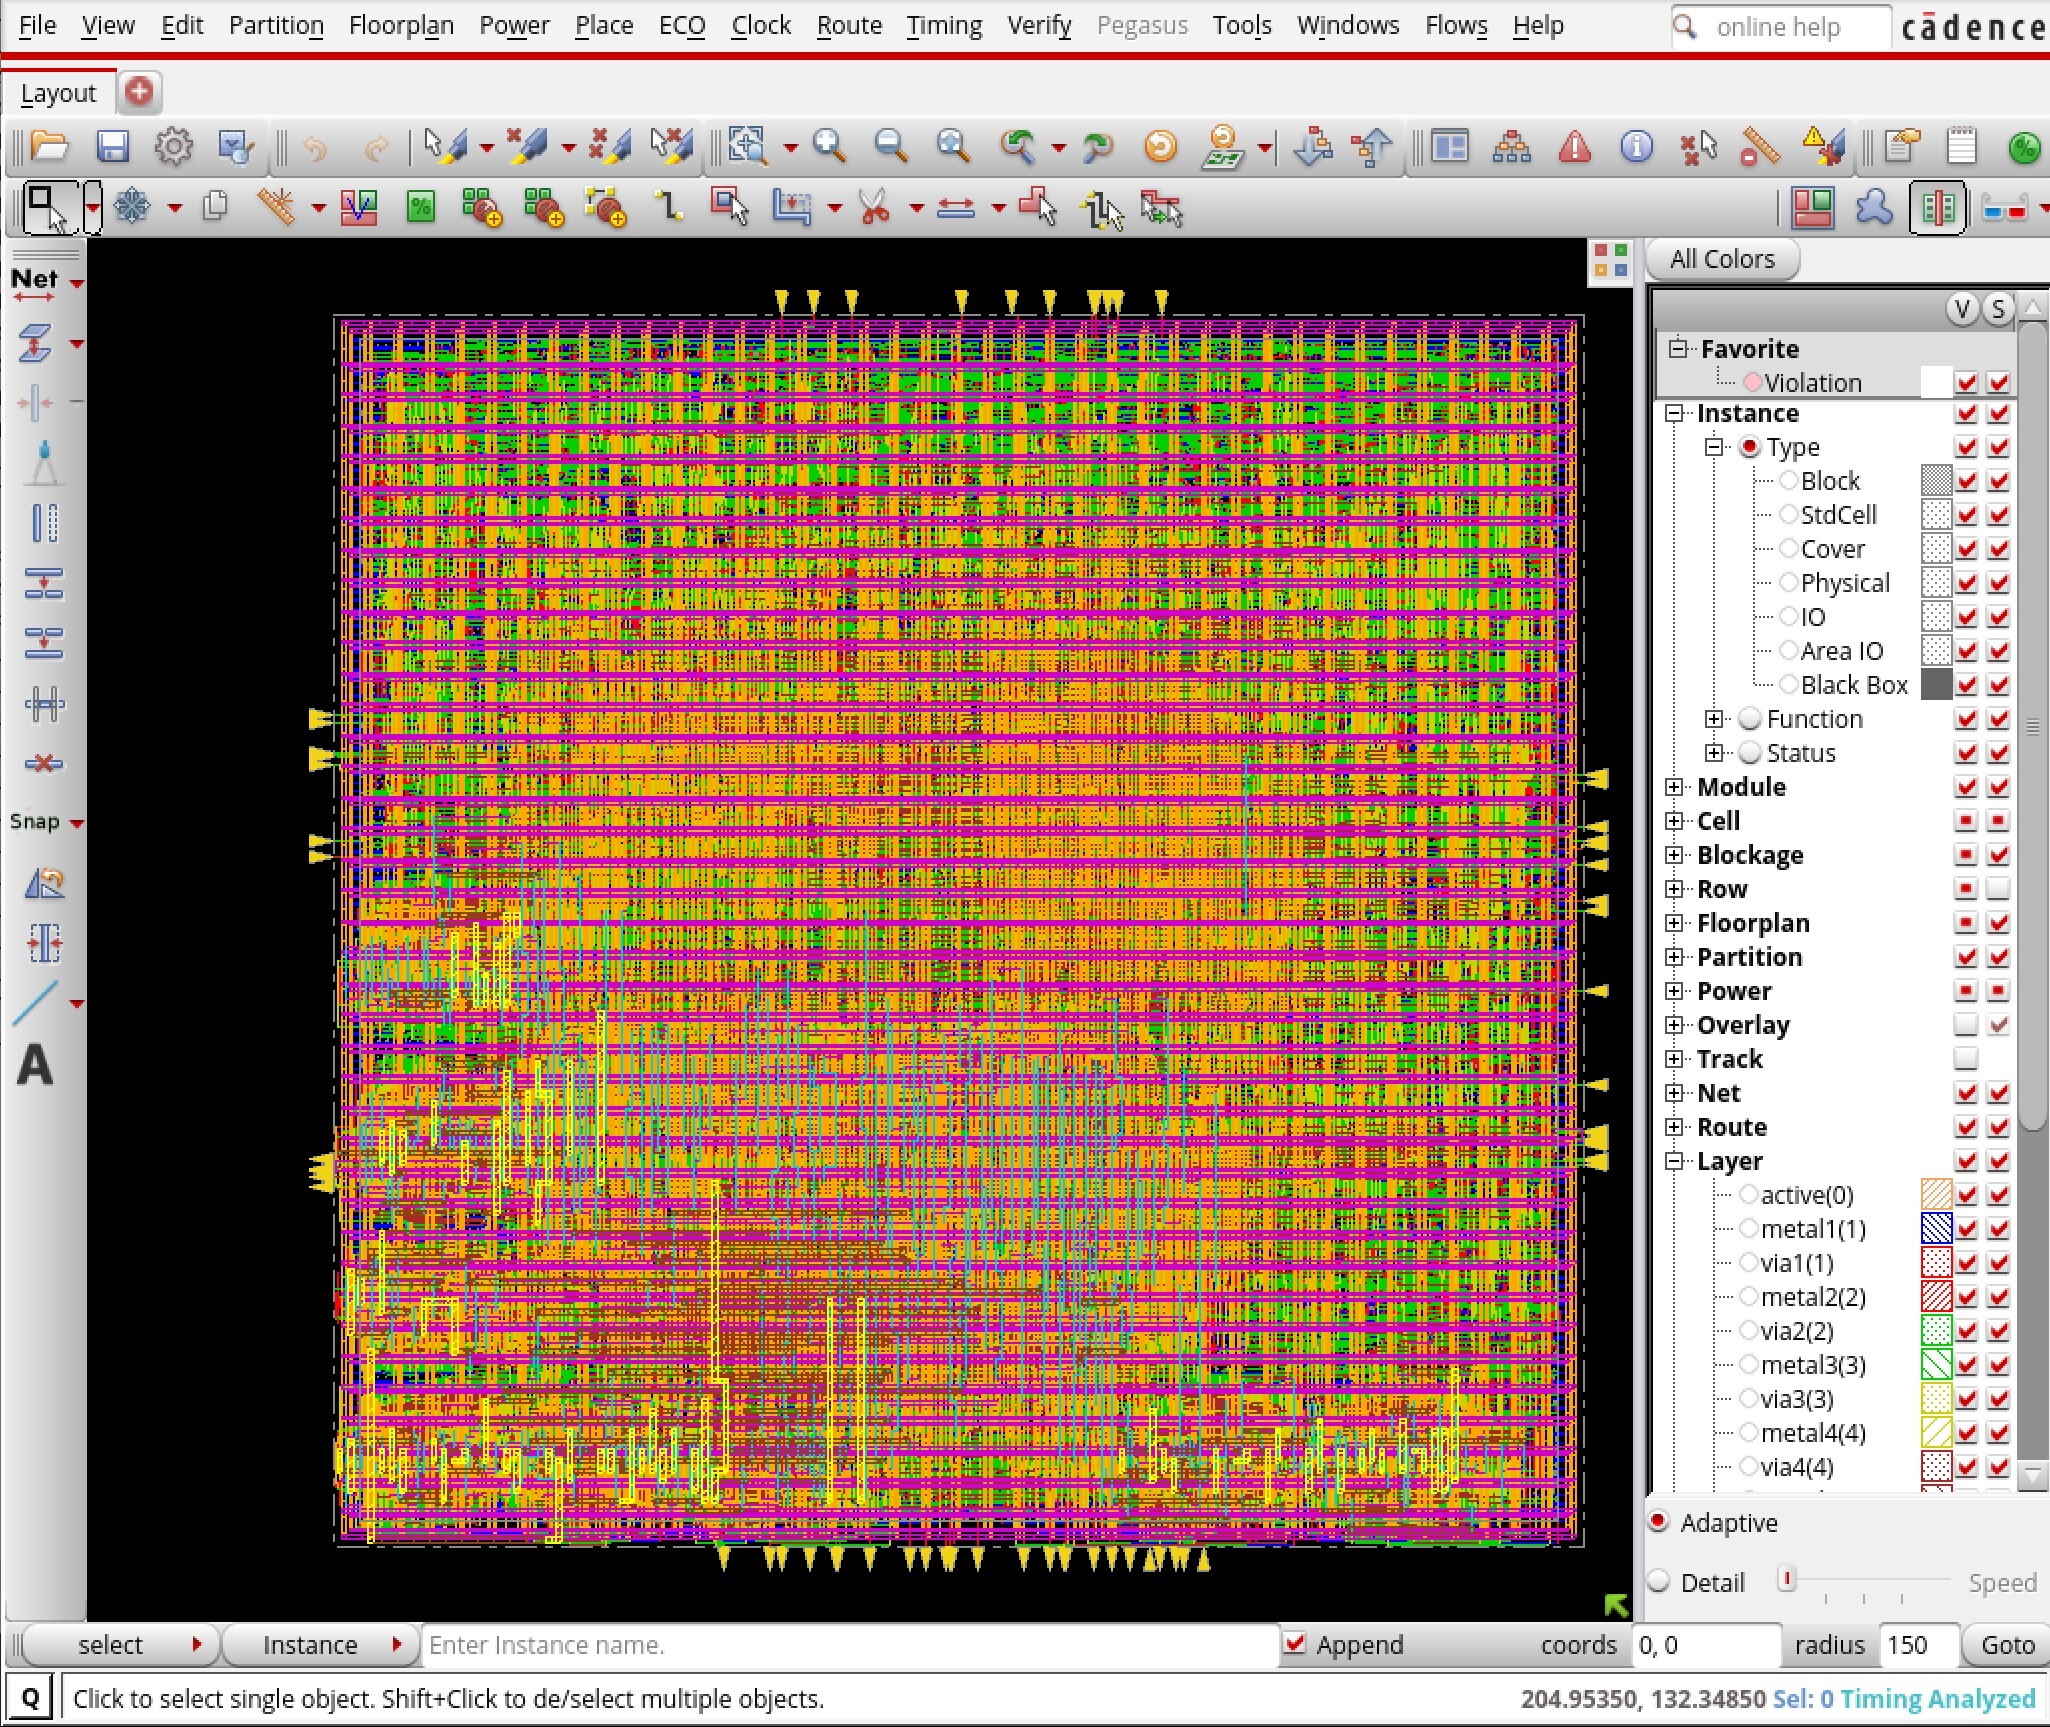 File View Edit Partition Floorplan Power Place ECO Clock Route Timing Verify Pegasus Tools Windows Flows Help online help cādence
Layout
Net
Snap
A
All Colors
V S
Favorite
Violation
Instance
Type
Block
StdCell
Cover
Physical
IO
Area IO
Black Box
Function
Status
Module
Cell
Blockage
Row
Floorplan
Partition
Power
Overlay
Track
Net
Route
Layer
active(0)
metal1(1)
via1(1)
metal2(2)
via2(2)
metal3(3)
via3(3)
metal4(4)
via4(4)
Adaptive
Detail Speed
select Instance Enter Instance name. Append coords 0, 0 radius 150 Goto
Q Click to select single object. Shift+Click to de/select multiple objects. 204.95350, 132.34850 Sel: 0 Timing Analyzed